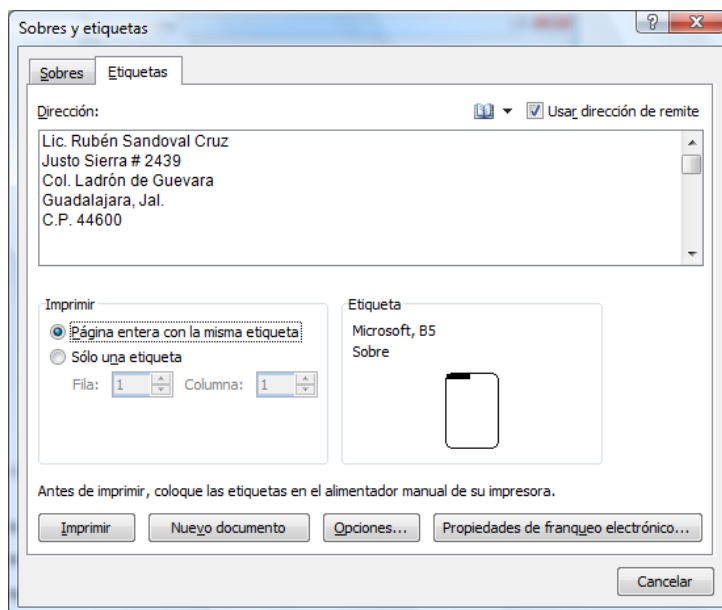 Sobres y etiquetas
Sobres
Etiquetas
Dirección:
Usar dirección de remite
Lic. Rubén Sandoval Cruz
Justo Sierra # 2439
Col. Ladrón de Guevara
Guadalajara, Jal.
C.P. 44600
Imprimir
Página entera con la misma etiqueta
Sólo una etiqueta
Fila: 1 Columna: 1
Etiqueta
Microsoft, B5
Sobre
Antes de imprimir, coloque las etiquetas en el alimentador manual de su impresora.
Imprimir
Nuevo documento
Opciones...
Propiedades de franqueo electrónico...
Cancelar